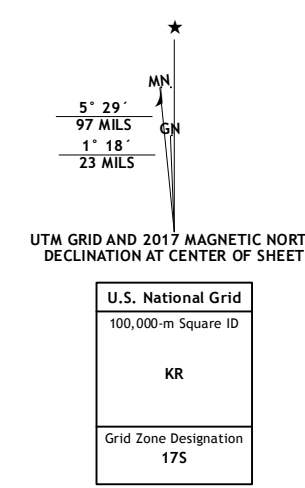 ★
MN
5° 29´
97 MILS
GN
1° 18´
23 MILS
UTM GRID AND 2017 MAGNETIC NORT
DECLINATION AT CENTER OF SHEET
U.S. National Grid
100,000-m Square ID
KR
Grid Zone Designation
17S